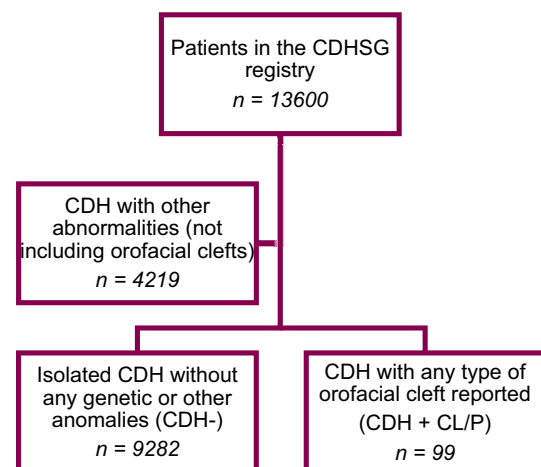 Patients in the CDHSG
registry
n = 13600
CDH with other
abnormalities (not
including orofacial clefts)
n = 4219
Isolated CDH without
any genetic or other
anomalies (CDH-)
n = 9282
CDH with any type of
orofacial cleft reported
(CDH + CL/P)
n = 99